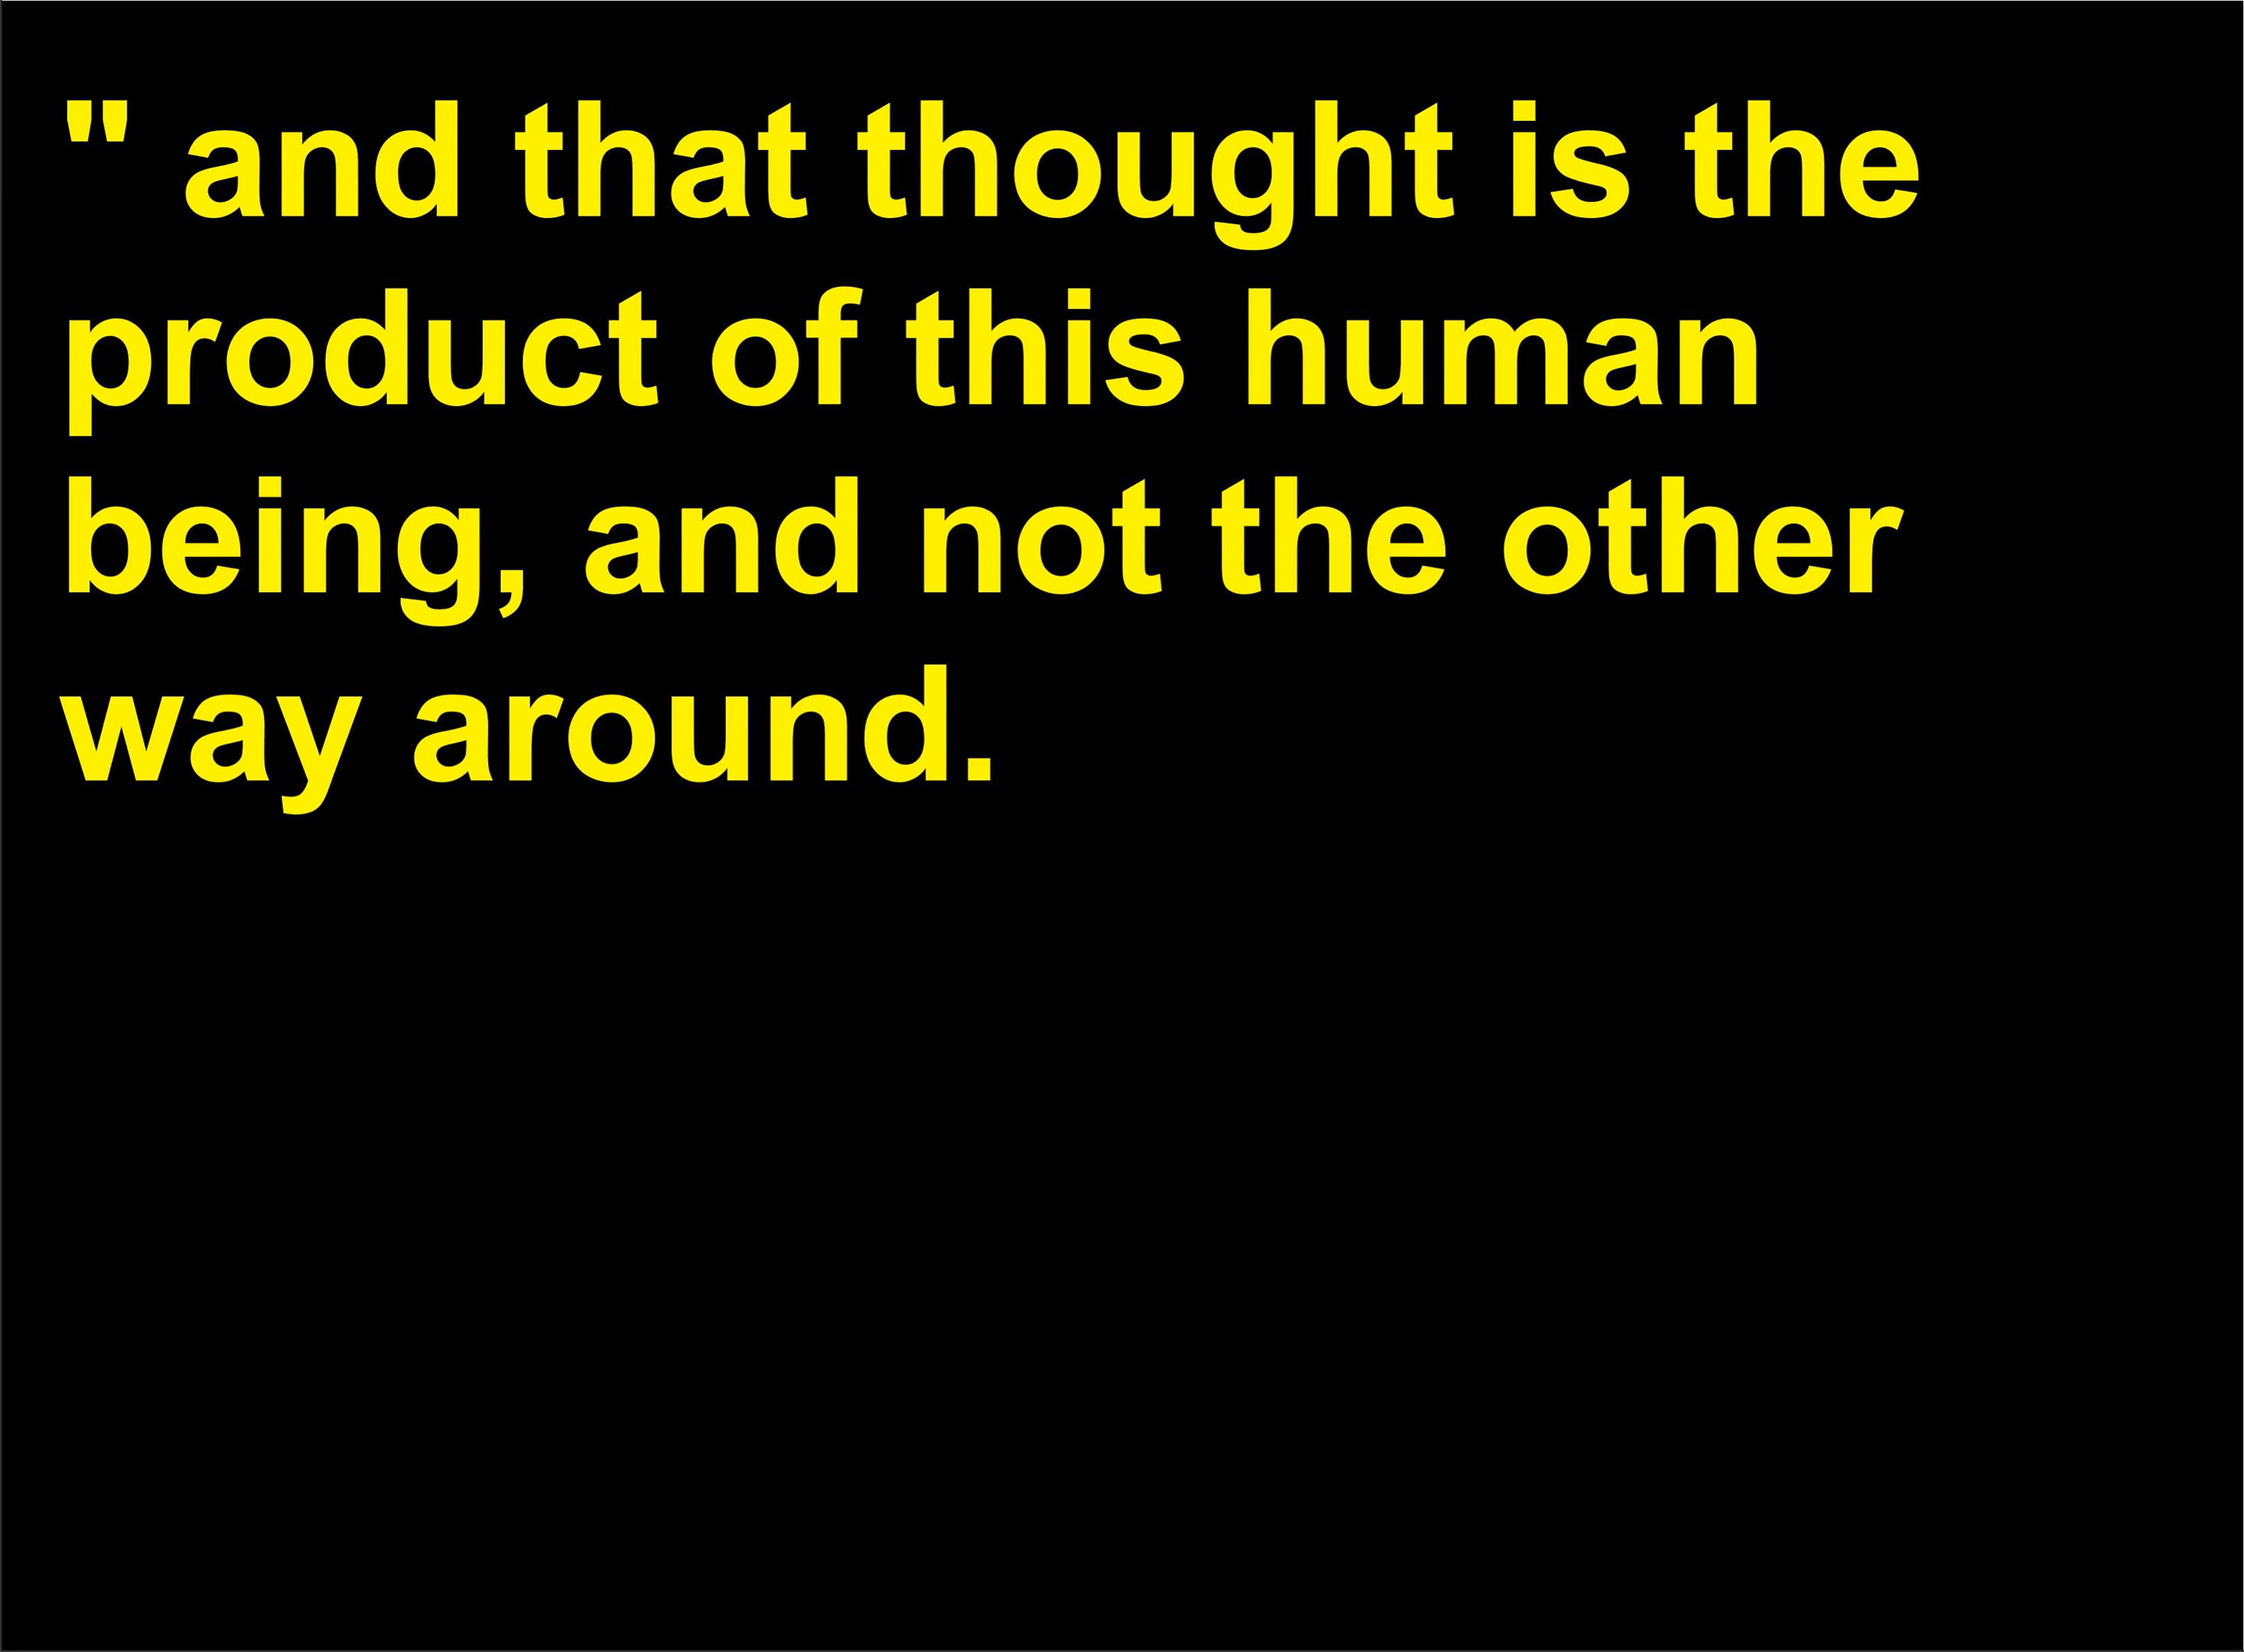 " and that thought is the
product of this human
being, and not the other
way around.